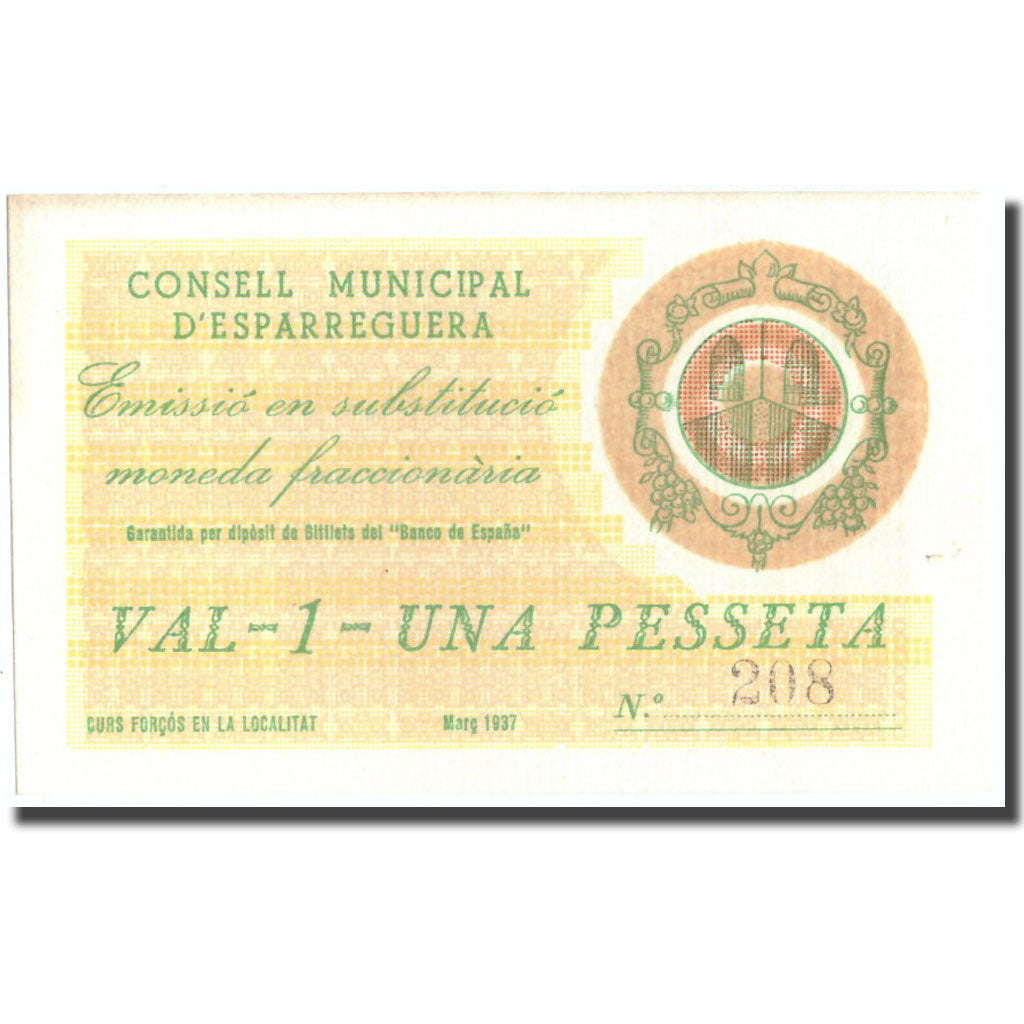 CONSELL MUNICIPAL
D'ESPARREGUERA
Emissió en substitució
moneda fraccionària
Garantida per dipòsit de Bitllets del "Banco de España"
VAL-1-UNA PESSETA
N.º 208
CURS FORÇÓS EN LA LOCALITAT Març 1937